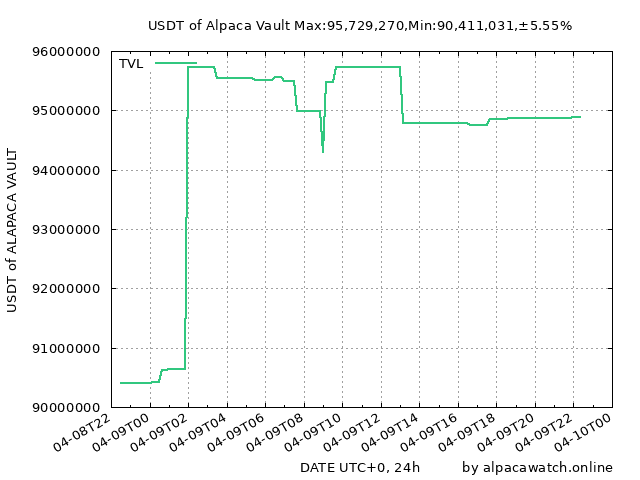 USDT of Alpaca Vault Max:95,729,270,Min:90,411,031,±5.55%
TVL
96000000
95000000
94000000
93000000
92000000
91000000
90000000
USDT of ALAPACA VAULT
04-08T22
04-09T00
04-09T02
04-09T04
04-09T06
04-09T08
04-09T10
04-09T12
04-09T14
04-09T16
04-09T18
04-09T20
04-09T22
04-10T00
DATE UTC+0, 24h
by alpacawatch.online